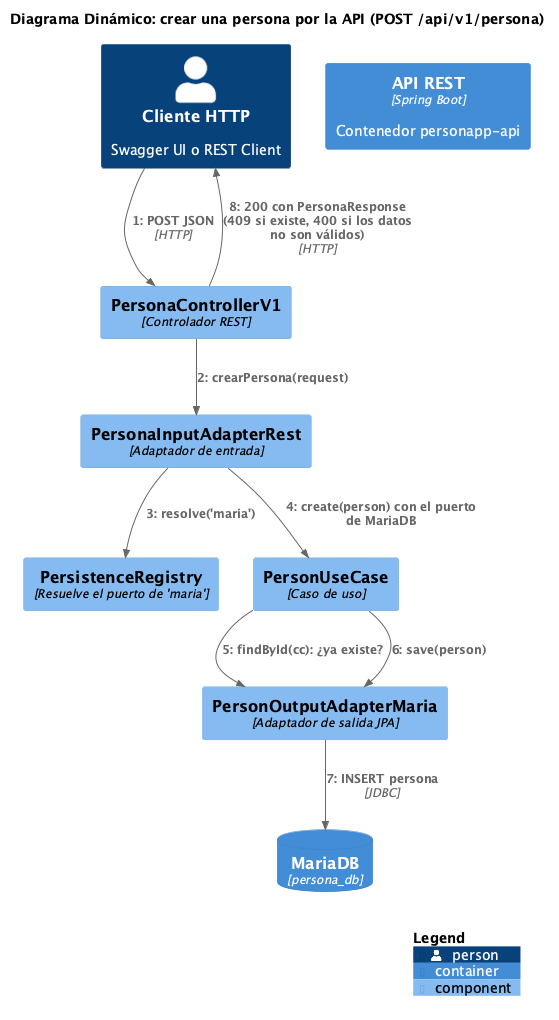 Diagrama Dinámico: crear una persona por la API (POST /api/v1/persona)
Cliente HTTP
Swagger UI o REST Client
API REST
[Spring Boot]
Contenedor personapp-api
1: POST JSON
[HTTP]
8: 200 con PersonaResponse
(409 si existe, 400 si los datos
no son válidos)
[HTTP]
PersonaControllerV1
[Controlador REST]
2: crearPersona(request)
PersonaInputAdapterRest
[Adaptador de entrada]
3: resolve('maria')
4: create(person) con el puerto
de MariaDB
PersistenceRegistry
[Resuelve el puerto de 'maria']
PersonUseCase
[Caso de uso]
5: findById(cc): ¿ya existe?
6: save(person)
PersonOutputAdapterMaria
[Adaptador de salida JPA]
7: INSERT persona
[JDBC]
MariaDB
[persona_db]
Legend
person
container
component